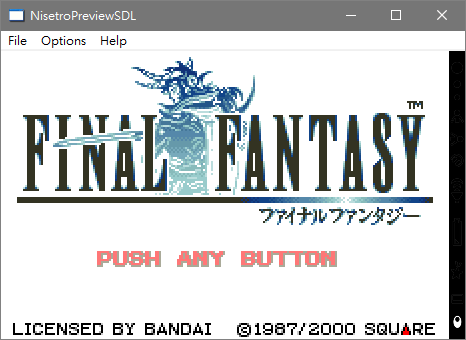 NisetroPreviewSDL
File Options Help
FINAL FANTASY™
ファイナルファンタジー
PUSH ANY BUTTON
LICENSED BY BANDAI ©1987/2000 SQUARE